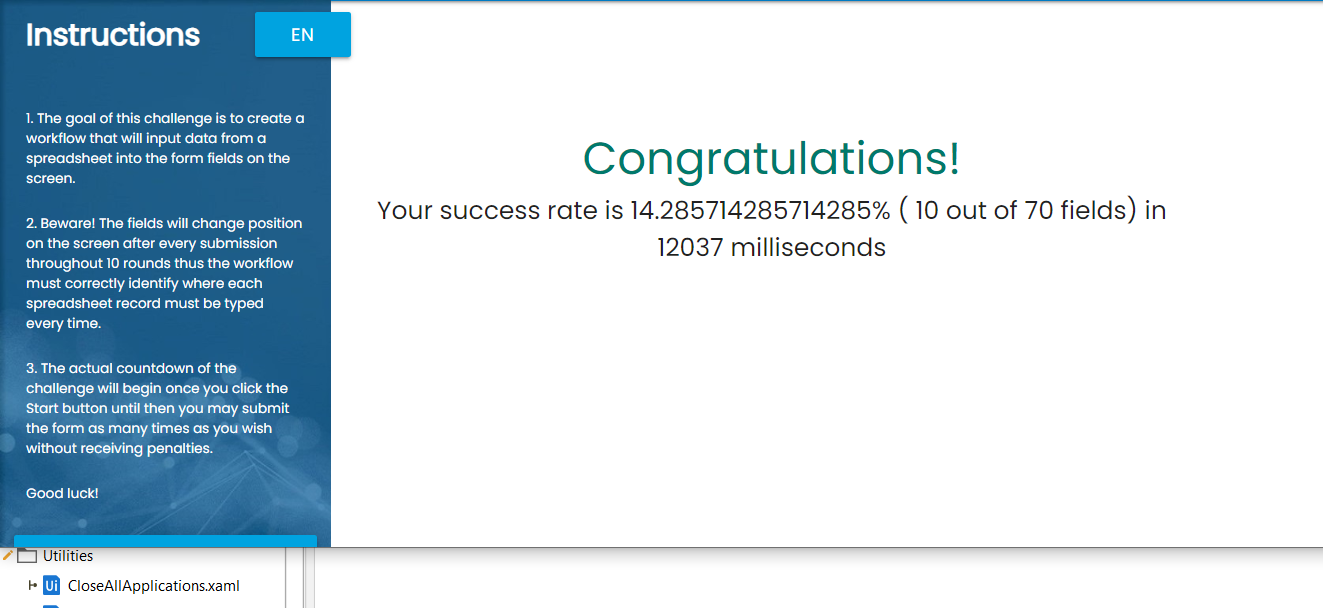 Instructions
EN
1. The goal of this challenge is to create a
workflow that will input data from a
spreadsheet into the form fields on the
screen.
2. Beware! The fields will change position
on the screen after every submission
throughout 10 rounds thus the workflow
must correctly identify where each
spreadsheet record must be typed
every time.
3. The actual countdown of the
challenge will begin once you click the
Start button until then you may submit
the form as many times as you wish
without receiving penalties.
Good luck!
Congratulations!
Your success rate is 14.285714285714285% ( 10 out of 70 fields) in
12037 milliseconds
Utilities
Ui CloseAllApplications.xaml